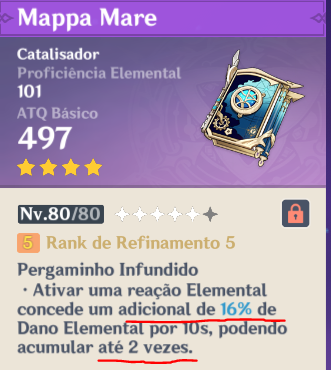 Mappa Mare
Catalisador
Proficiência Elemental
101
ATQ Básico
497
Nv.80/80
5 Rank de Refinamento 5
Pergaminho Infundido
· Ativar uma reação Elemental
concede um adicional de 16% de
Dano Elemental por 10s, podendo
acumular até 2 vezes.